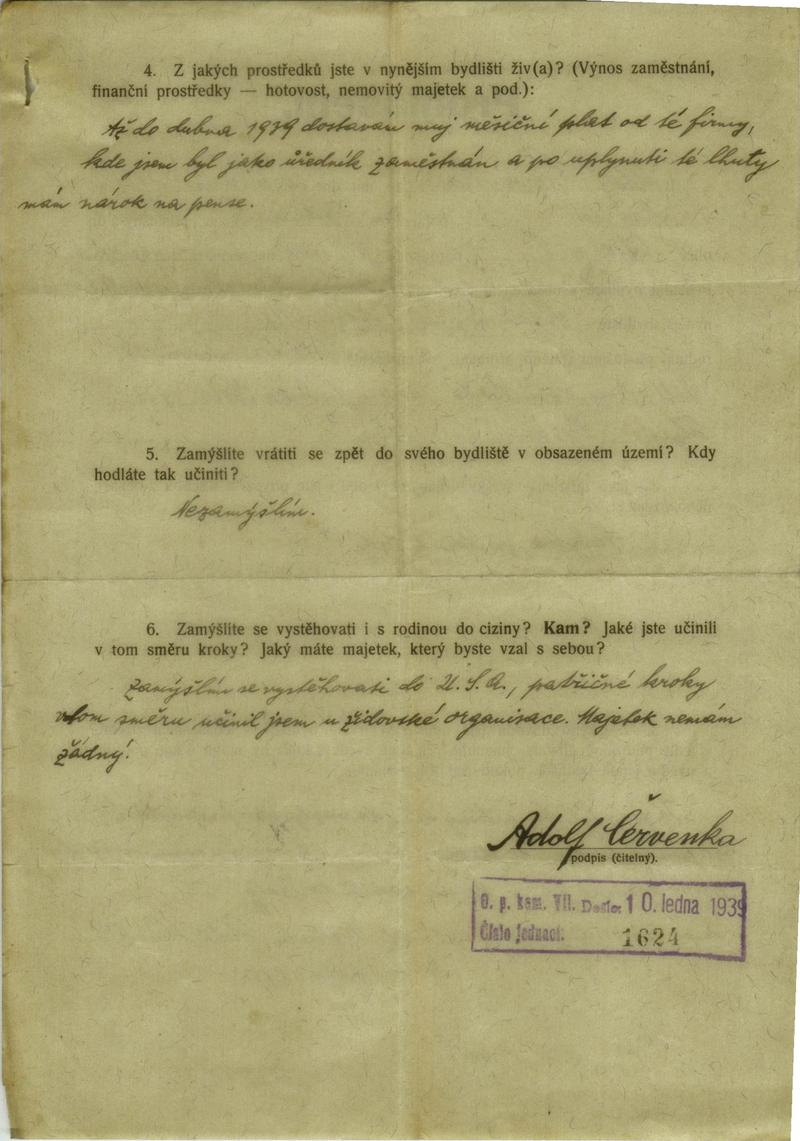 4. Z jakých prostředků jste v nynějším bydlišti živ(a)? (Výnos zaměstnání,
finanční prostředky — hotovost, nemovitý majetek a pod.):
Až do dubna 1939 dostávám muj měsiční plat od té firmy,
kde jsem byl jako úředník zaměstnán a po uplynuti té lhuty
mám nárok na pense.
5. Zamýšlíte vrátiti se zpět do svého bydliště v obsazeném území? Kdy
hodláte tak učiniti?
Nezamýšlím.
6. Zamýšlíte se vystěhovati i s rodinou do ciziny? Kam? Jaké jste učinili
v tom směru kroky? Jaký máte majetek, který byste vzal s sebou?
Zamýšlím se vystěhovati do U.S.A., patřičné kroky
vtom směru učinil jsem u židovské organisace. Majetek nemám
žádný.
Adolf Červenka
podpis (čitelný).
O. p. kom. VII. Došlo: 10. ledna 1939
Číslo jednací. 1624